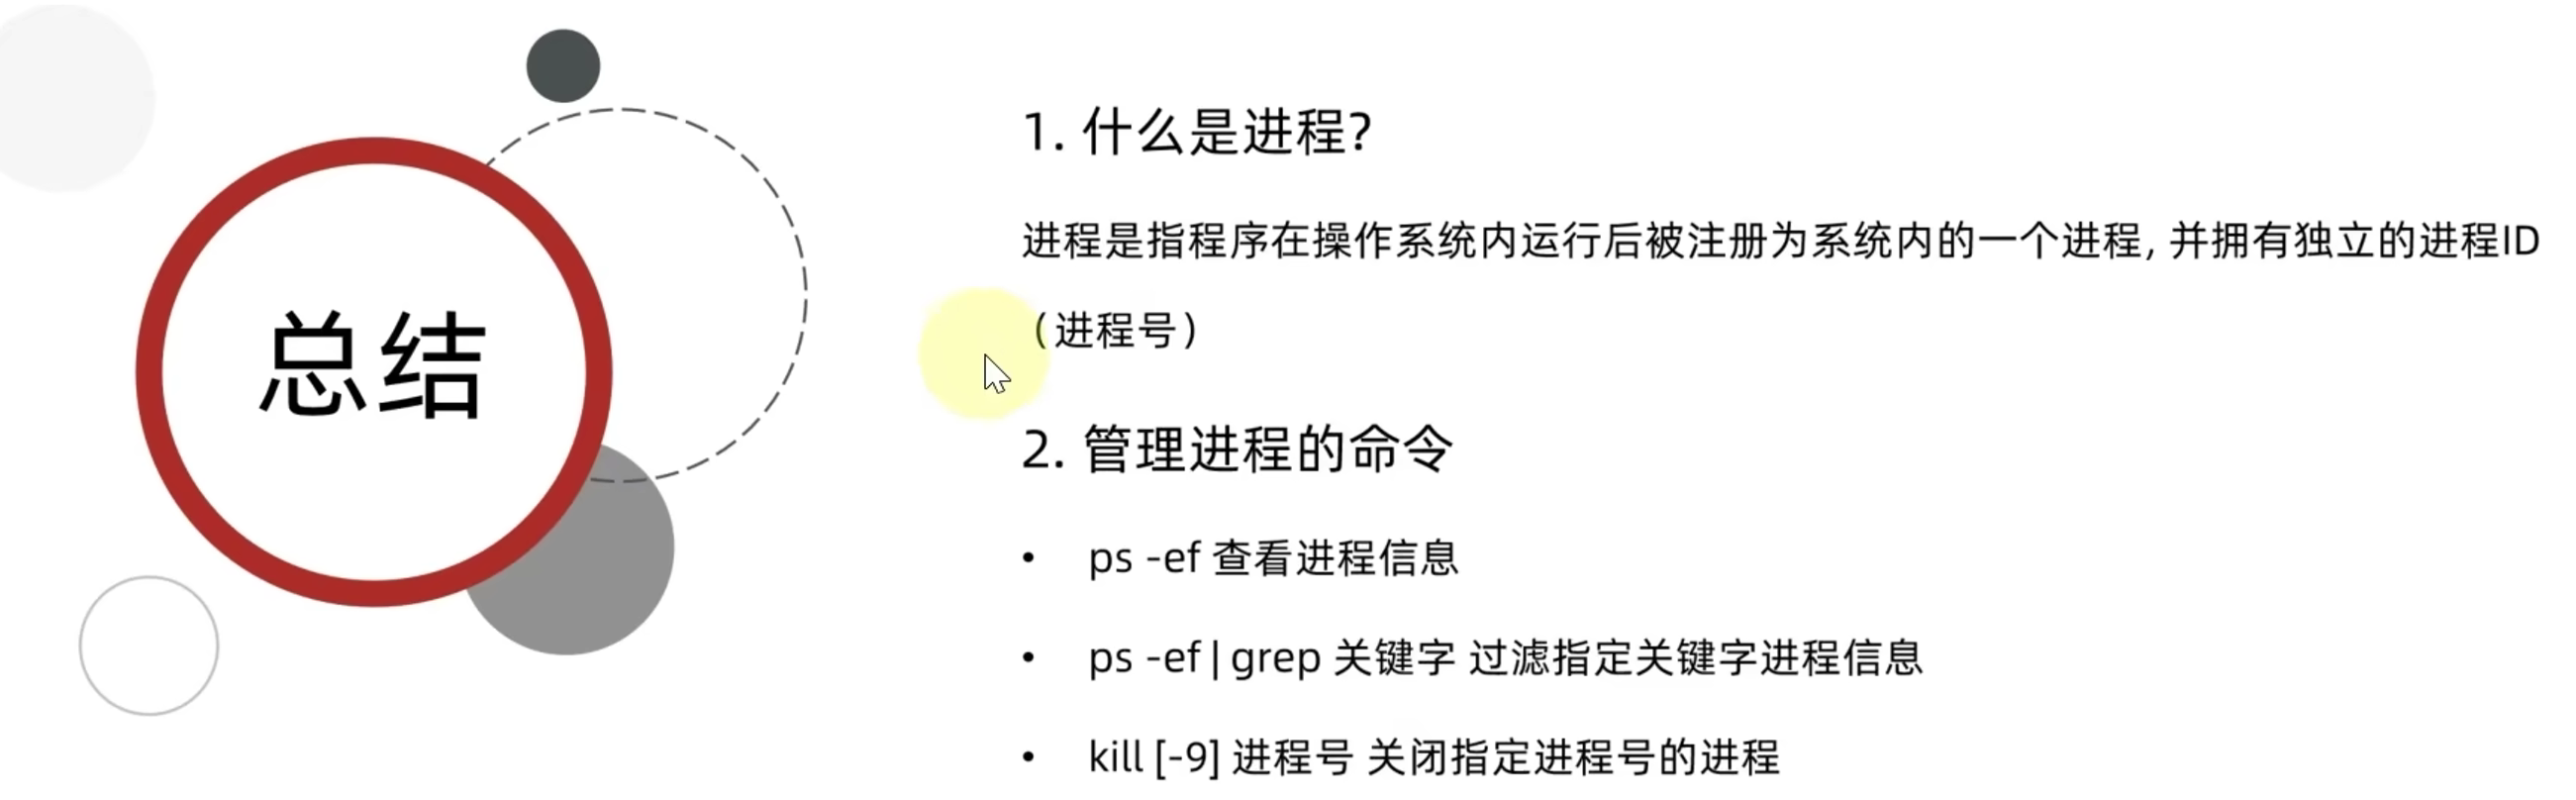 总结
1. 什么是进程?
进程是指程序在操作系统内运行后被注册为系统内的一个进程, 并拥有独立的进程ID
（进程号）
2. 管理进程的命令
• ps -ef 查看进程信息
• ps -ef | grep 关键字 过滤指定关键字进程信息
• kill [-9] 进程号 关闭指定进程号的进程